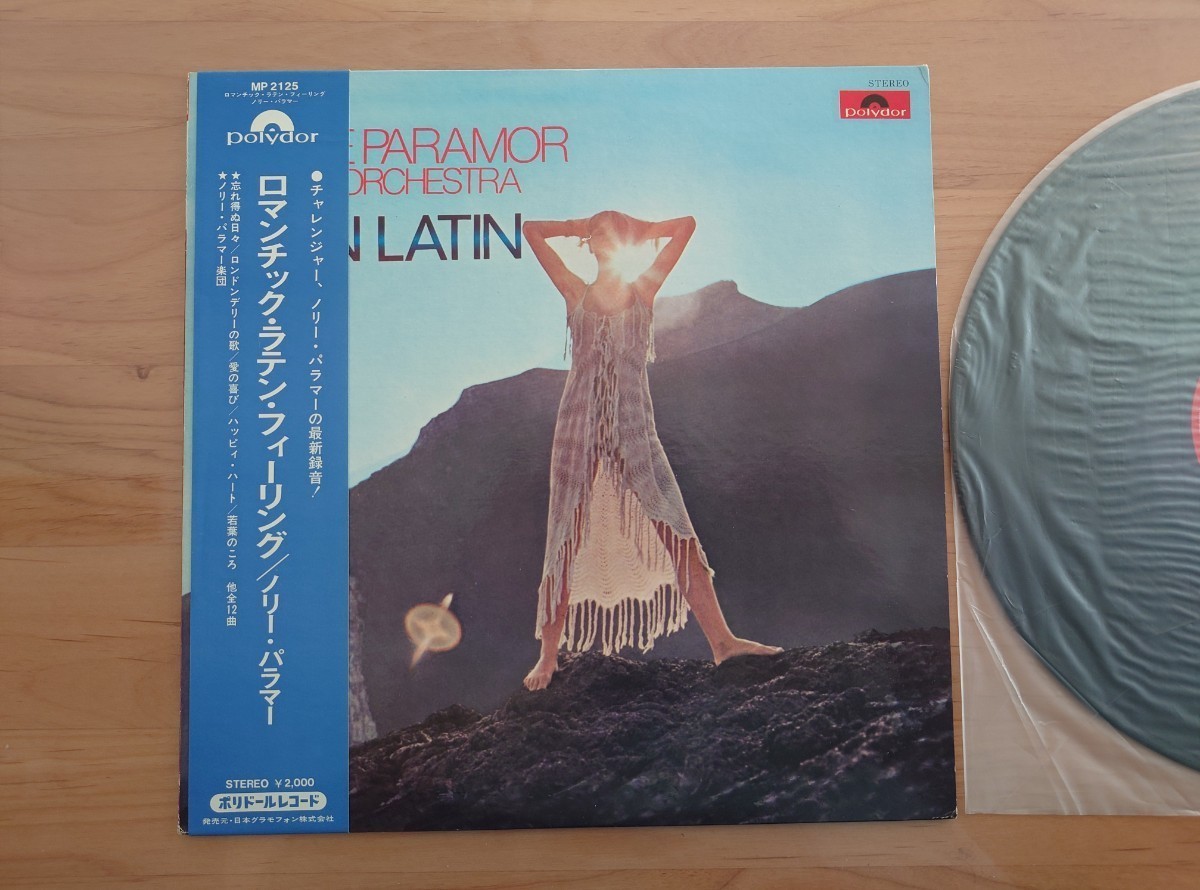 MP 2125
ロマンチック・ラテン・フィーリング
ノリー・パラマー
polydor
●チャレンジャー、ノリー・パラマーの最新録音!
ロマンチック・ラテン・フィーリング/ノリー・パラマー
★忘れ得ぬ日々/ロンドンデリーの歌/愛の喜び/ハッピィ・ハート/若葉のころ 他全12曲
★ノリー・パラマー楽団
STEREO ¥2,000
ポリドールレコード
発売元・日本グラモフォン株式会社
E PARAMOR
ORCHESTRA
N LATIN
STEREO
polydor